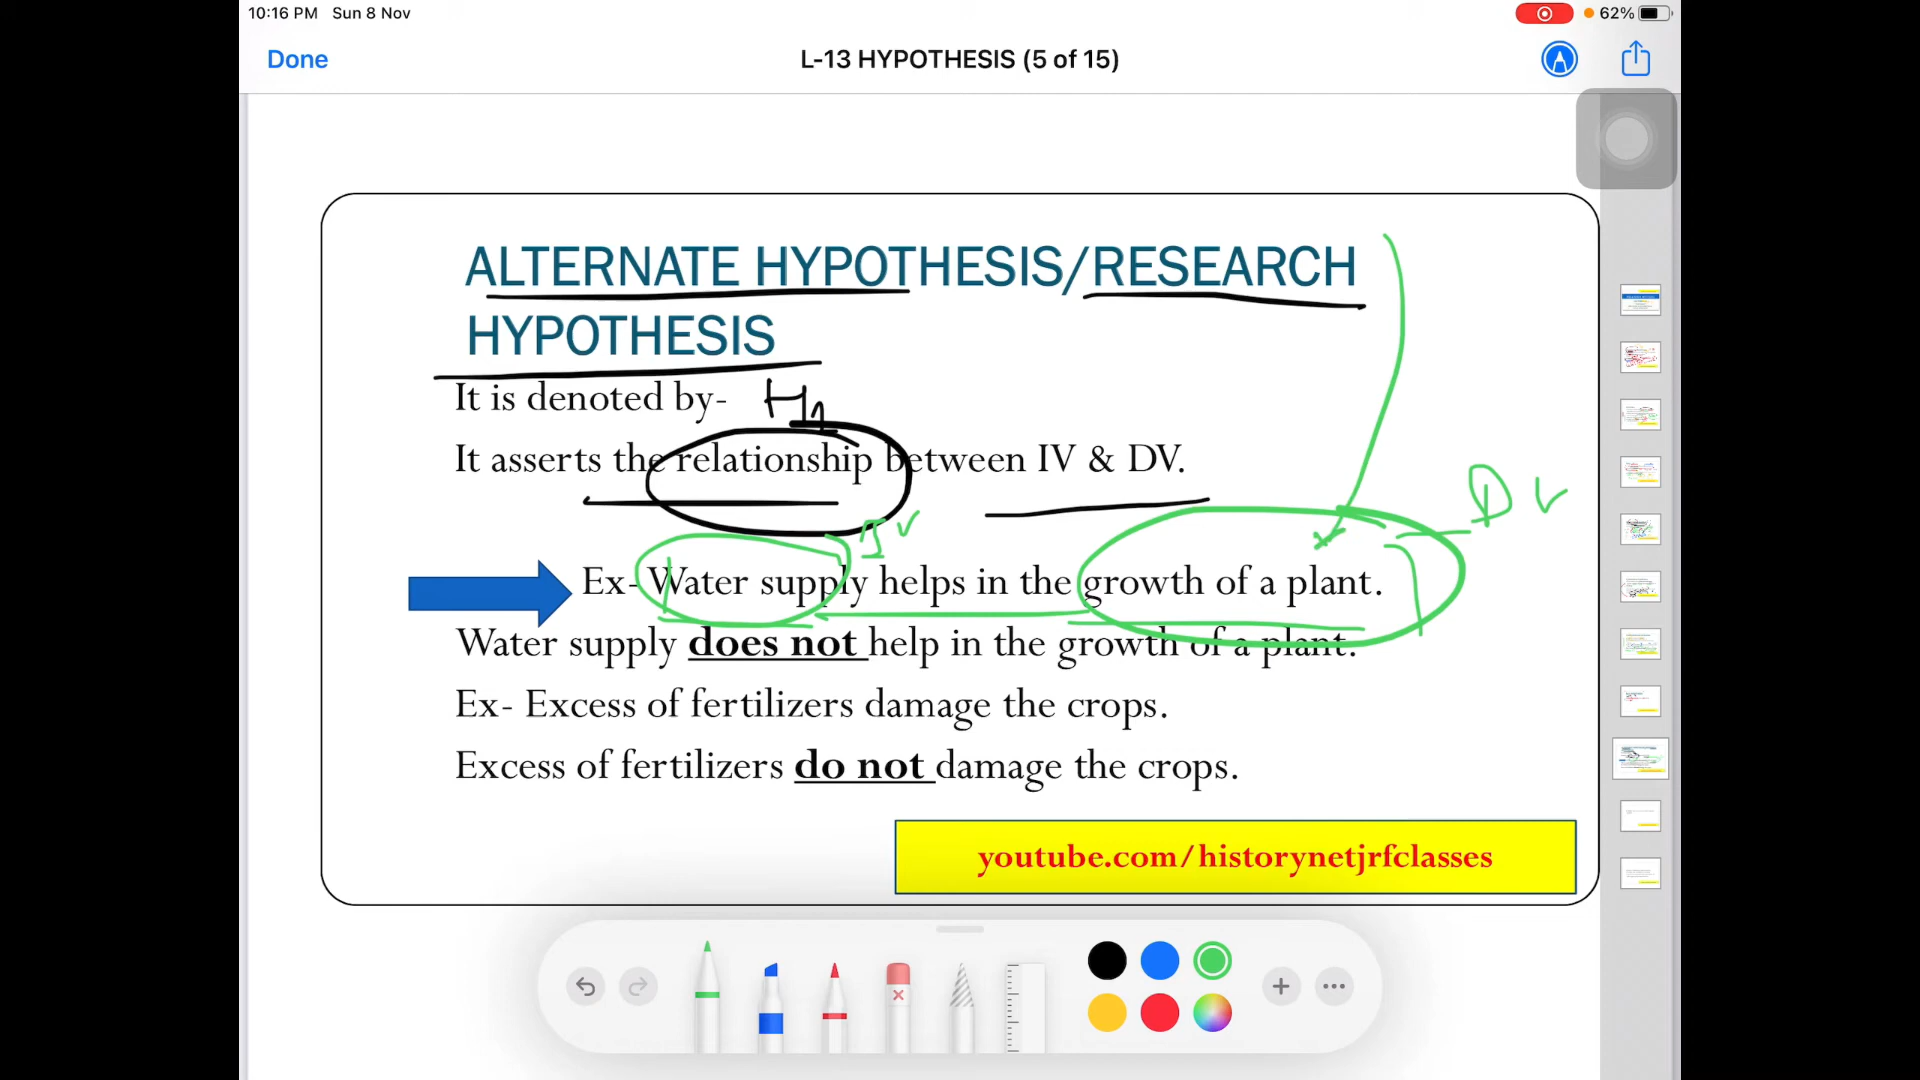 10:16 PM Sun 8 Nov
62%
Done
L-13 HYPOTHESIS (5 of 15)
ALTERNATE HYPOTHESIS/RESEARCH
HYPOTHESIS
It is denoted by- H1
It asserts the relationship between IV & DV.
IV
DV
Ex- Water supply helps in the growth of a plant.
Water supply does not help in the growth of a plant.
Ex- Excess of fertilizers damage the crops.
Excess of fertilizers do not damage the crops.
youtube.com/historynetjrfclasses